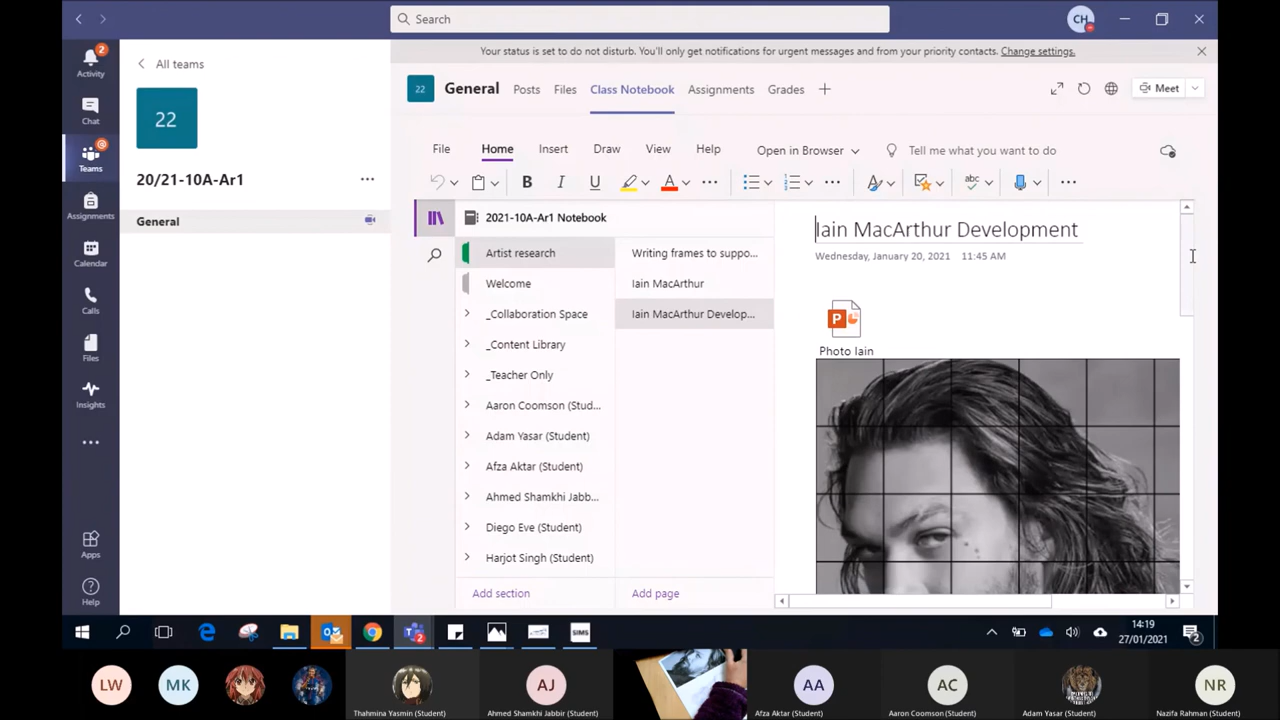 Search
CH
Your status is set to do not disturb. You'll only get notifications for urgent messages and from your priority contacts. Change settings.
2
Activity
Chat
Teams
Assignments
Calendar
Calls
Files
Insights
Apps
Help
All teams
22
20/21-10A-Ar1
General
22
General Posts Files Class Notebook Assignments Grades
Meet
File Home Insert Draw View Help Open in Browser Tell me what you want to do
B I U A abc
2021-10A-Ar1 Notebook
Artist research
Welcome
_Collaboration Space
_Content Library
_Teacher Only
Aaron Coomson (Stud...
Adam Yasar (Student)
Afza Aktar (Student)
Ahmed Shamkhi Jabb...
Diego Eve (Student)
Harjot Singh (Student)
Add section
Writing frames to suppo...
Iain MacArthur
Iain MacArthur Develop...
Add page
Iain MacArthur Development
Wednesday, January 20, 2021 11:45 AM
P
Photo Iain
2
SIMS
14:19
27/01/2021
2
LW
MK
Thahmina Yasmin (Student)
AJ
Ahmed Shamkhi Jabbir (Student)
AA
Afza Aktar (Student)
AC
Aaron Coomson (Student)
Adam Yasar (Student)
NR
Nazifa Rahman (Student)